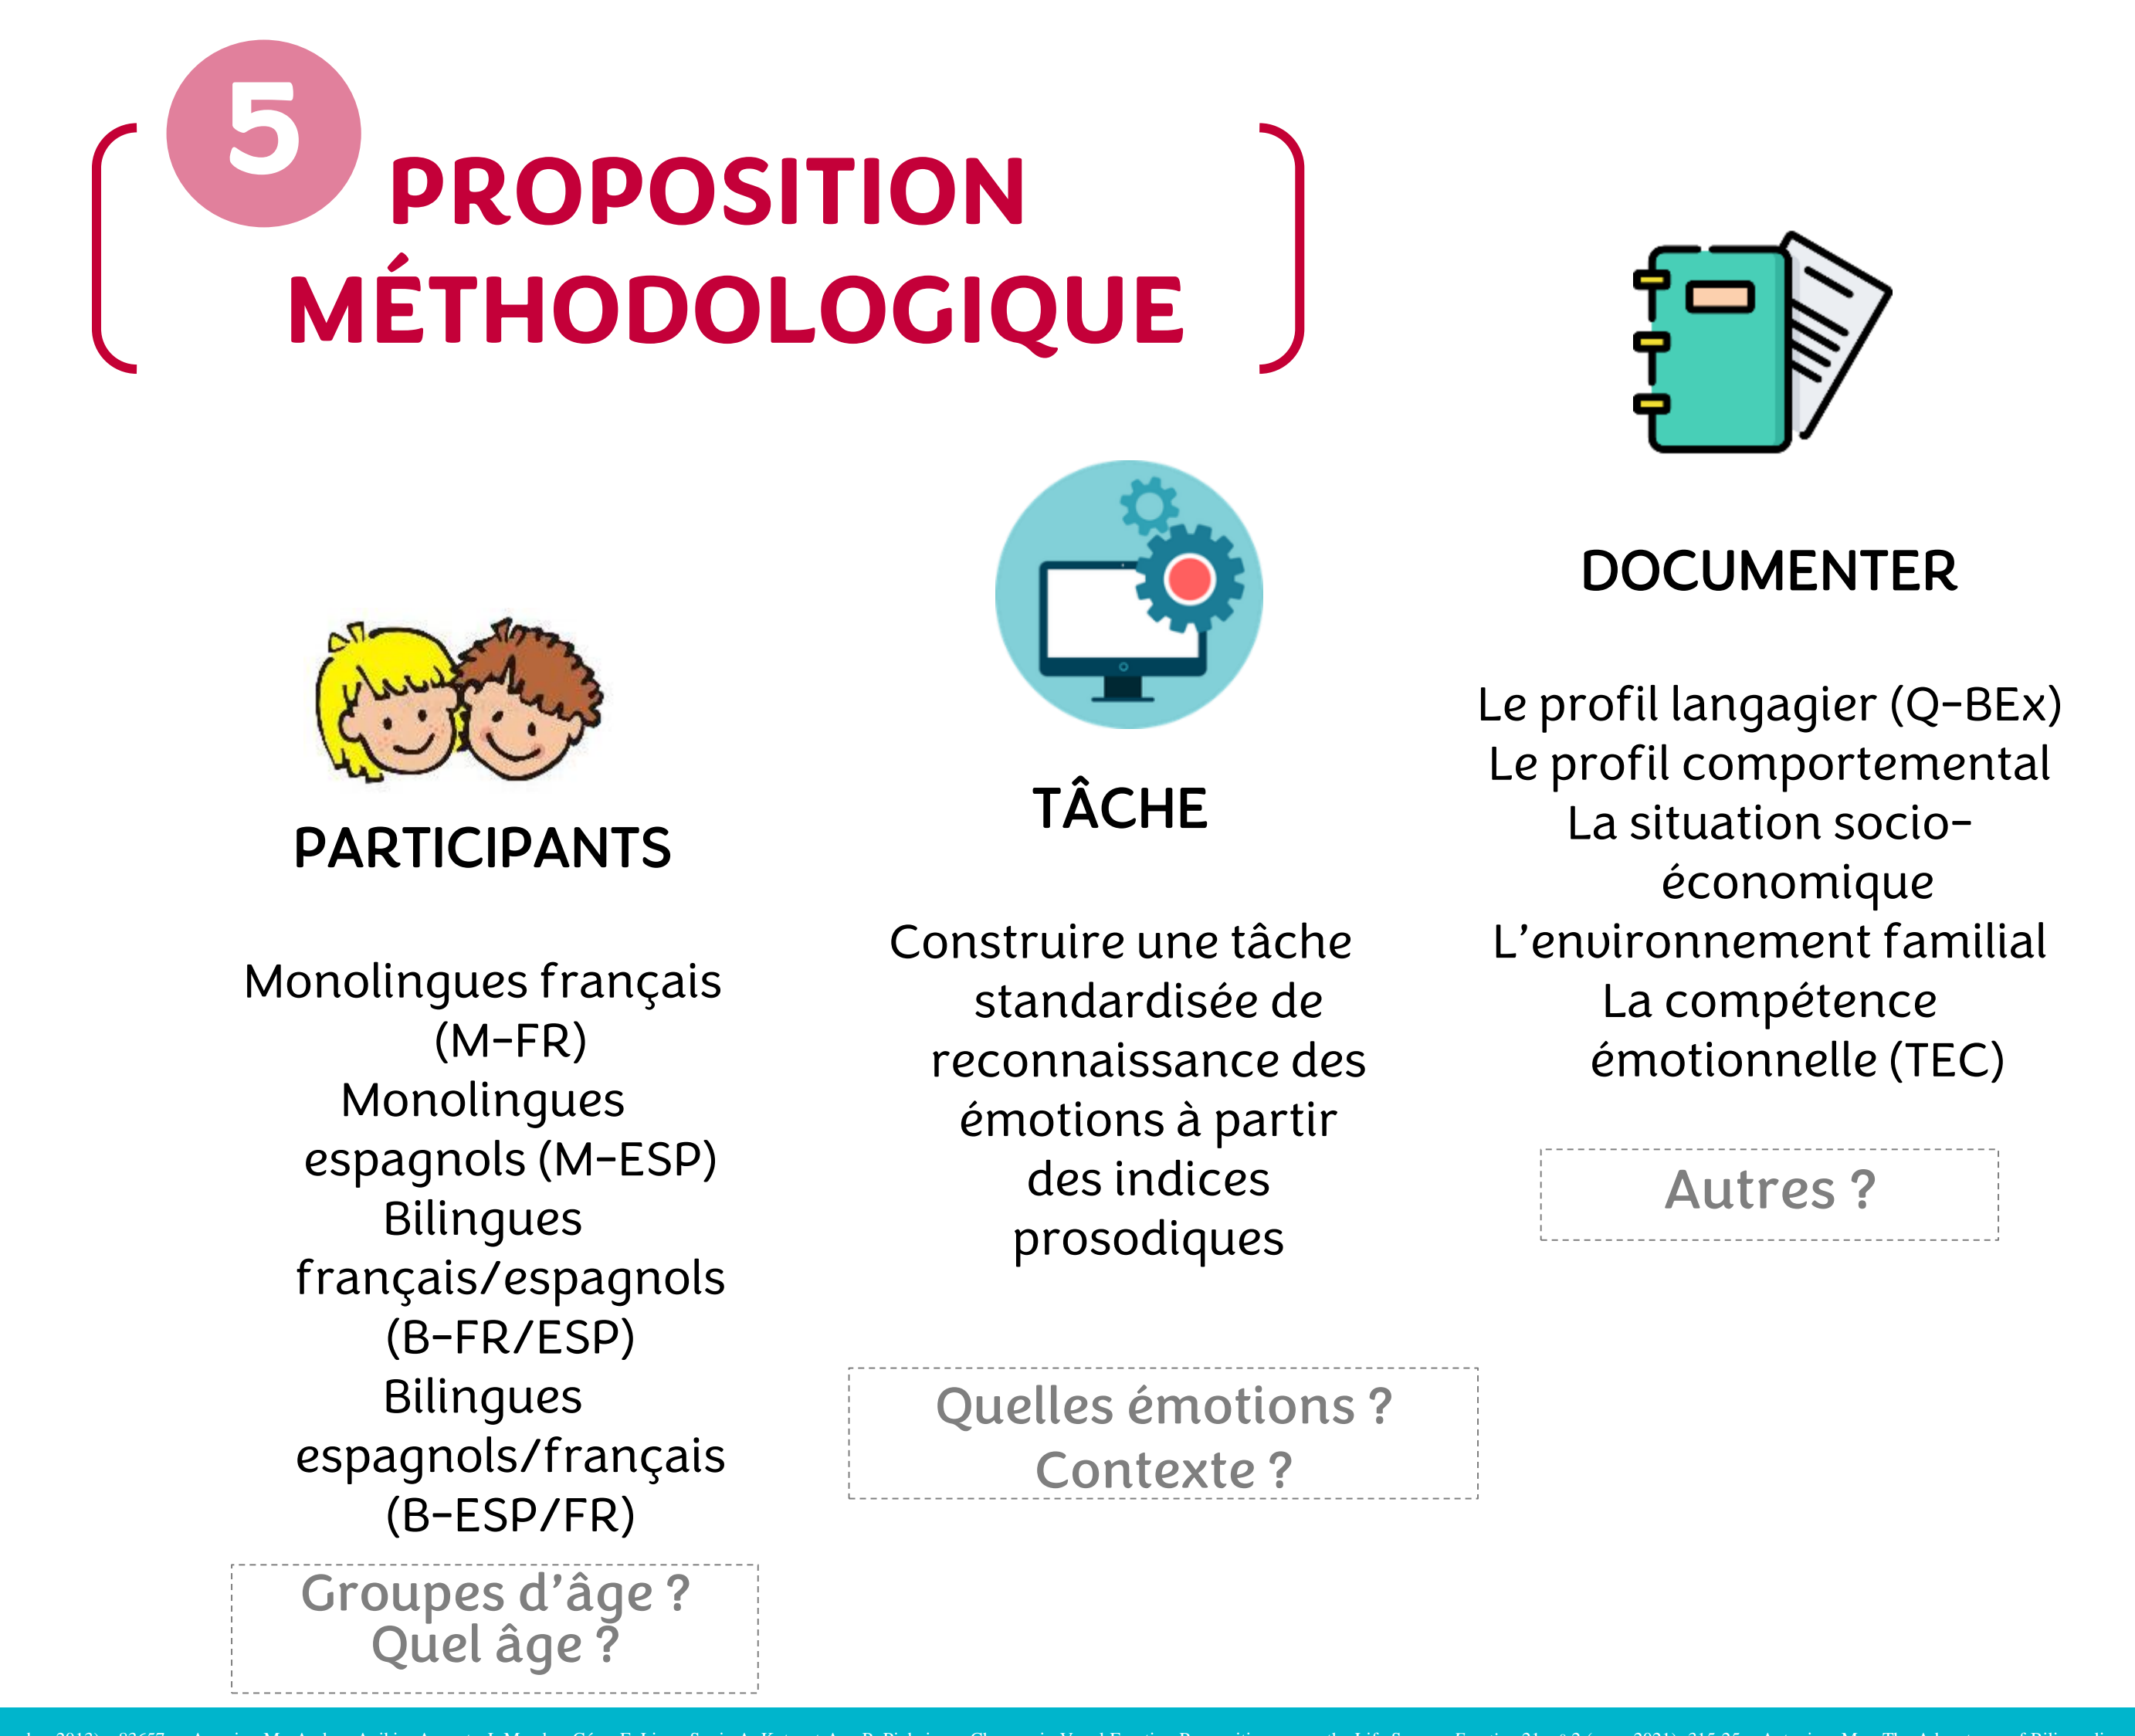 5
PROPOSITION
MÉTHODOLOGIQUE
PARTICIPANTS
Monolingues français
(M-FR)
Monolingues
espagnols (M-ESP)
Bilingues
français/espagnols
(B-FR/ESP)
Bilingues
espagnols/français
(B-ESP/FR)
Groupes d'âge ?
Quel âge ?
TÂCHE
Construire une tâche
standardisée de
reconnaissance des
émotions à partir
des indices
prosodiques
Quelles émotions ?
Contexte ?
DOCUMENTER
Le profil langagier (Q-BEx)
Le profil comportemental
La situation socio-
économique
L'environnement familial
La compétence
émotionnelle (TEC)
Autres ?